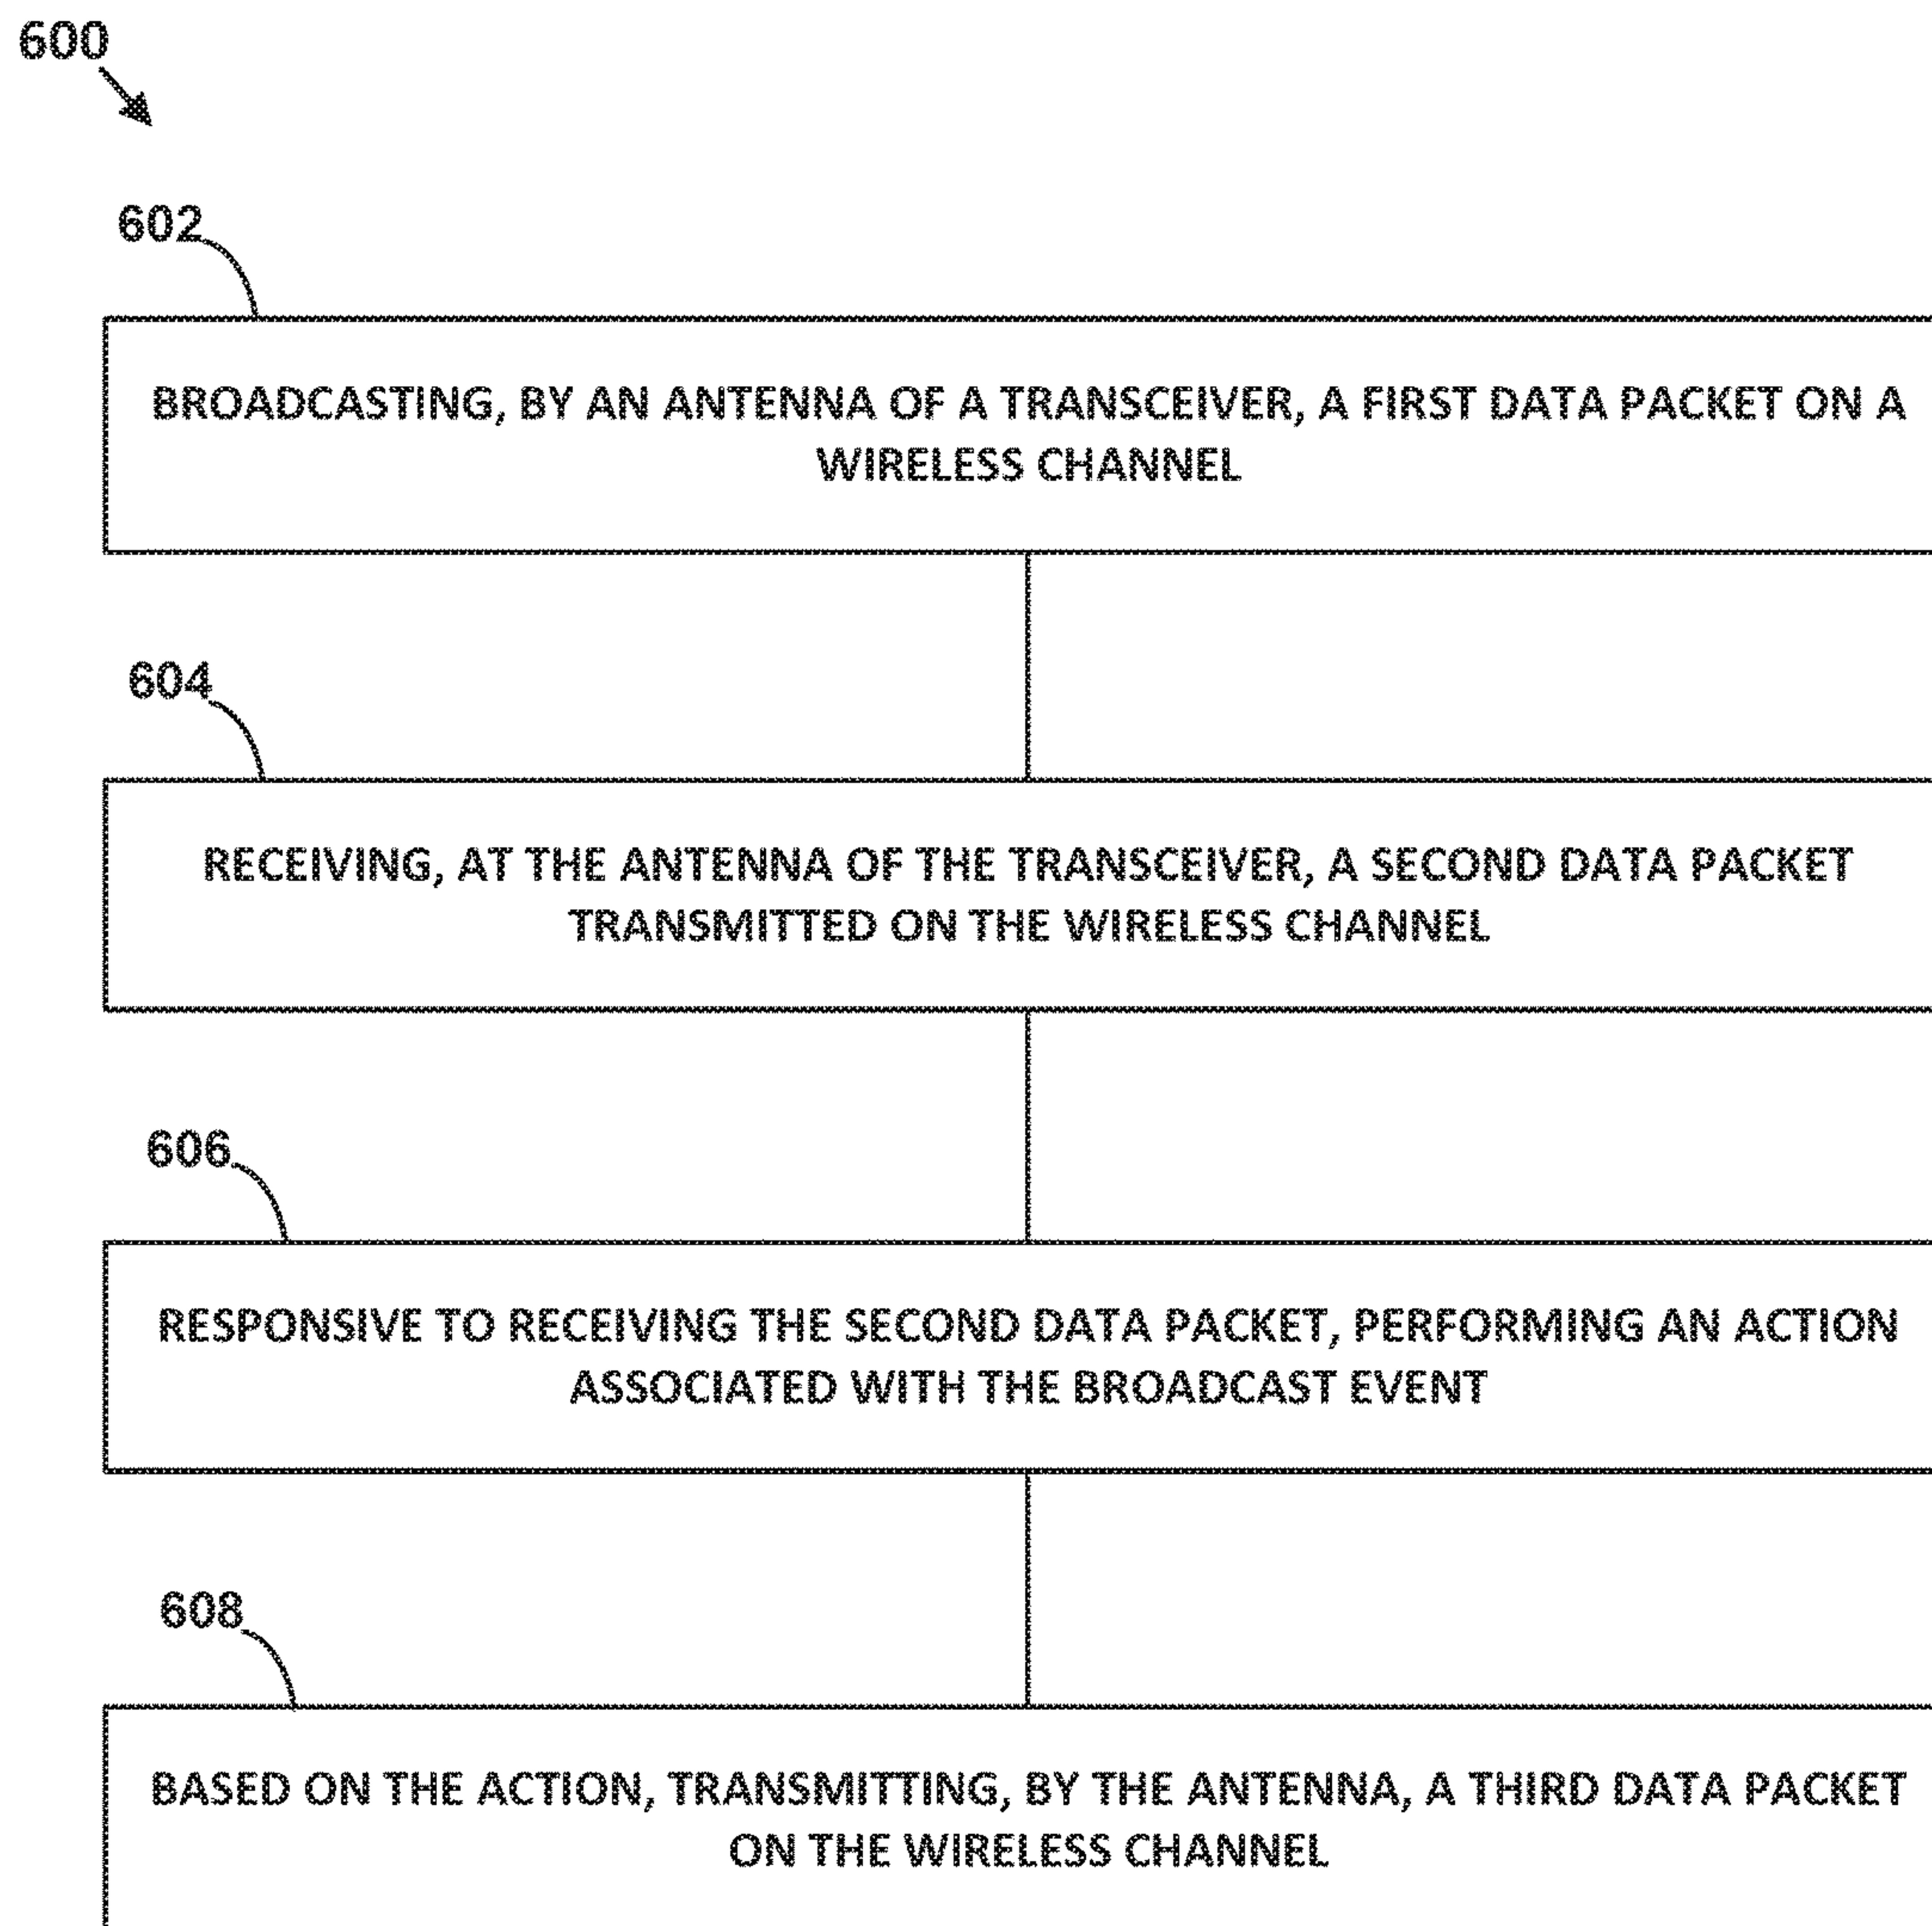 600
602
BROADCASTING, BY AN ANTENNA OF A TRANSCEIVER, A FIRST DATA PACKET ON A
WIRELESS CHANNEL
604
RECEIVING, AT THE ANTENNA OF THE TRANSCEIVER, A SECOND DATA PACKET
TRANSMITTED ON THE WIRELESS CHANNEL
606
RESPONSIVE TO RECEIVING THE SECOND DATA PACKET, PERFORMING AN ACTION
ASSOCIATED WITH THE BROADCAST EVENT
608
BASED ON THE ACTION, TRANSMITTING, BY THE ANTENNA, A THIRD DATA PACKET
ON THE WIRELESS CHANNEL